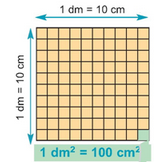 1 dm = 10 cm
1 dm = 10 cm
1 dm² = 100 cm²